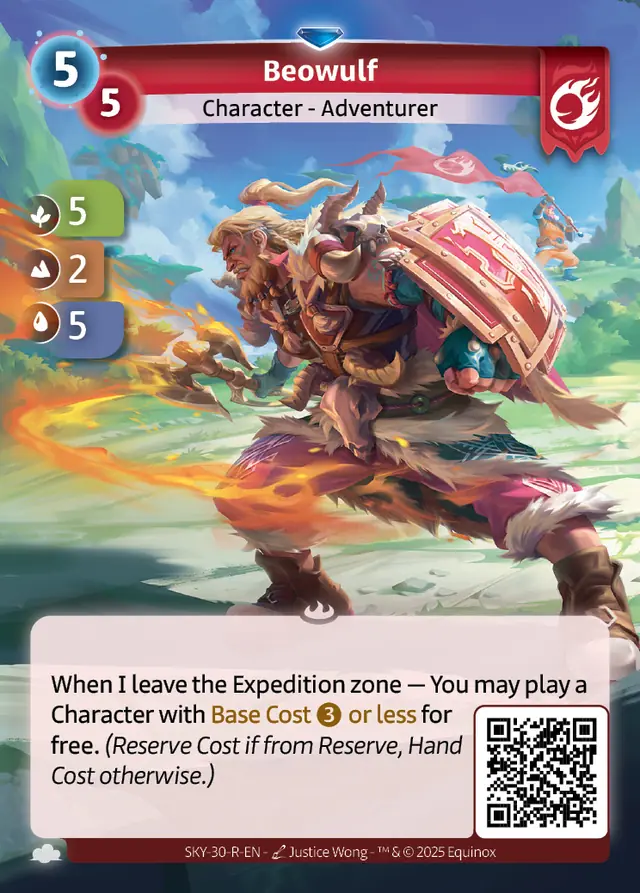 5
Beowulf
5
Character - Adventurer
5
2
5
When I leave the Expedition zone — You may play a
Character with Base Cost 3 or less for
free. (Reserve Cost if from Reserve, Hand
Cost otherwise.)
SKY-30-R-EN - Justice Wong - ™ & © 2025 Equinox